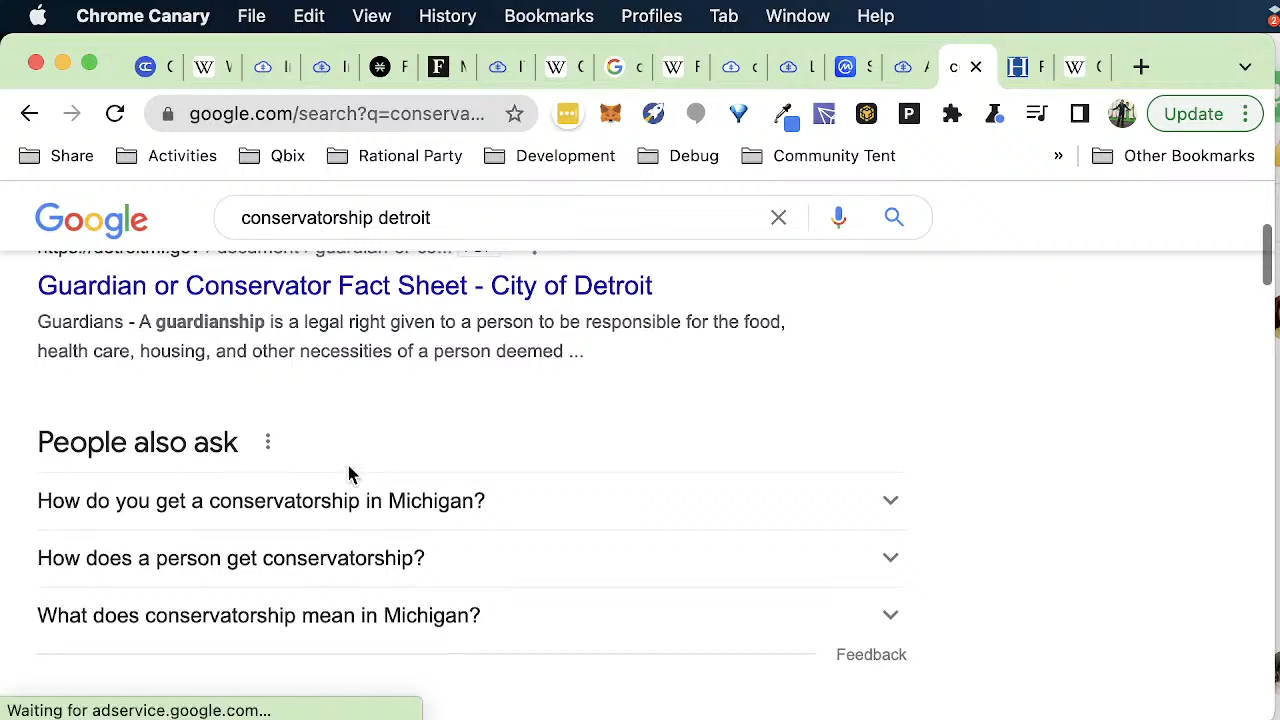 Chrome Canary File Edit View History Bookmarks Profiles Tab Window Help
2
google.com/search?q=conserva...
Update
Share Activities Qbix Rational Party Development Debug Community Tent » Other Bookmarks
Google conservatorship detroit
Guardian or Conservator Fact Sheet - City of Detroit
Guardians - A guardianship is a legal right given to a person to be responsible for the food,
health care, housing, and other necessities of a person deemed ...
People also ask
How do you get a conservatorship in Michigan?
How does a person get conservatorship?
What does conservatorship mean in Michigan?
Feedback
Waiting for adservice.google.com...